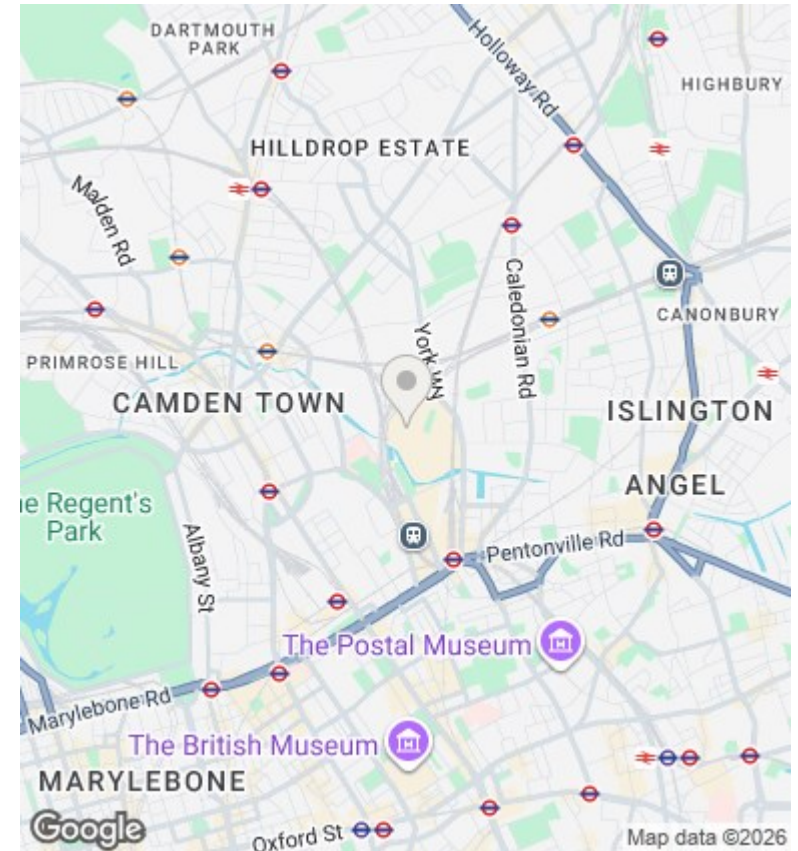 DARTMOUTH
PARK
Holloway Rd
HIGHBURY
HILLDROP ESTATE
Malden Rd
Caledonian Rd
CANONBURY
York W
PRIMROSE HILL
CAMDEN TOWN
ISLINGTON
ANGEL
e Regent's
Park
Albany St
Pentonville Rd
The Postal Museum
Marylebone Rd
The British Museum
MARYLEBONE
Google
Oxford St
Map data ©2026